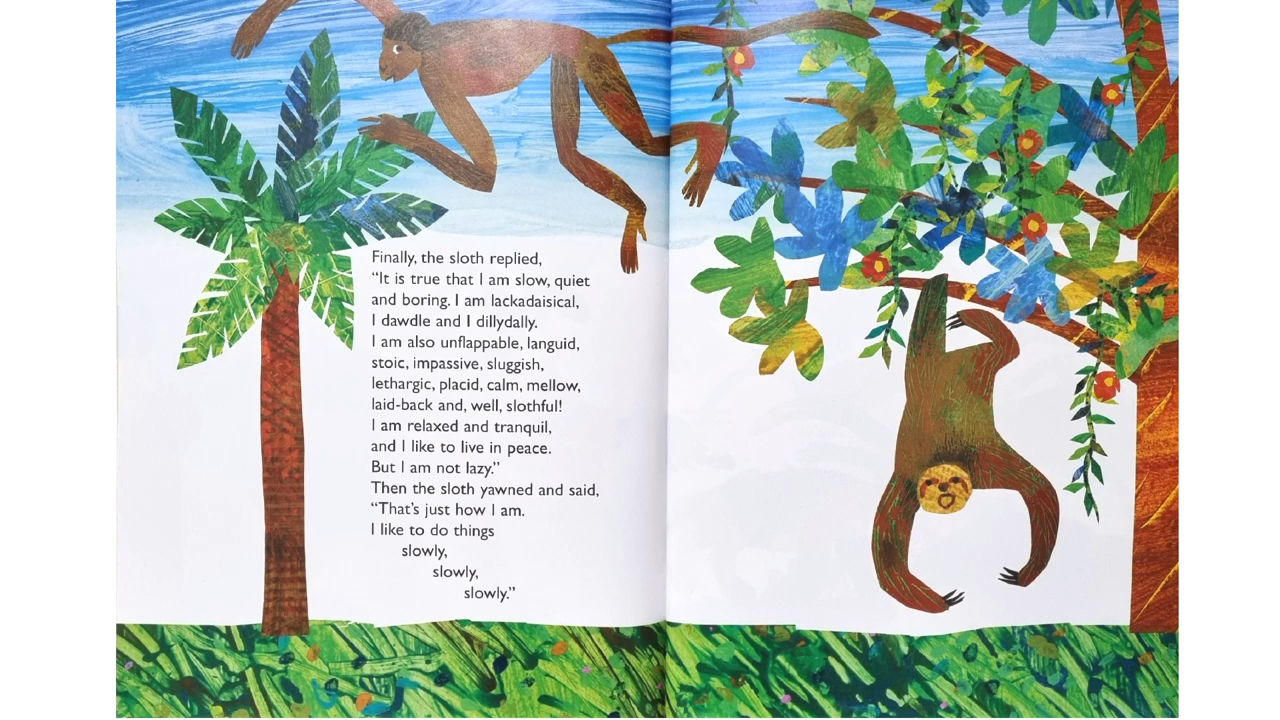 Finally, the sloth replied,
“It is true that I am slow, quiet
and boring. I am lackadaisical,
I dawdle and I dillydally.
I am also unflappable, languid,
stoic, impassive, sluggish,
lethargic, placid, calm, mellow,
laid-back and, well, slothful!
I am relaxed and tranquil,
and I like to live in peace.
But I am not lazy.”
Then the sloth yawned and said,
“That’s just how I am.
I like to do things
slowly,
slowly,
slowly.”